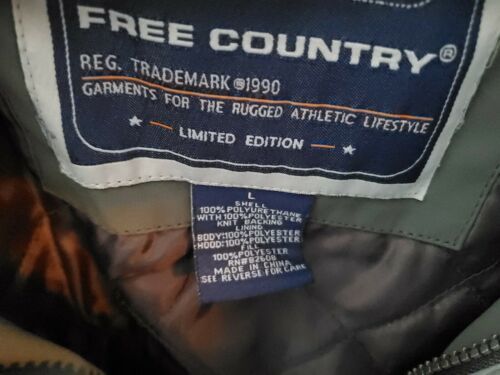 FREE COUNTRY®
REG. TRADEMARK ©1990
GARMENTS FOR THE RUGGED ATHLETIC LIFESTYLE
★ — LIMITED EDITION — ★
L
SHELL
100% POLYURETHANE
WITH 100% POLYESTER
KNIT BACKING
LINING
BODY:100% POLYESTER
HOOD:100% POLYESTER
FILL
100%POLYESTER
RN#82608
MADE IN CHINA
SEE REVERSE FOR CARE